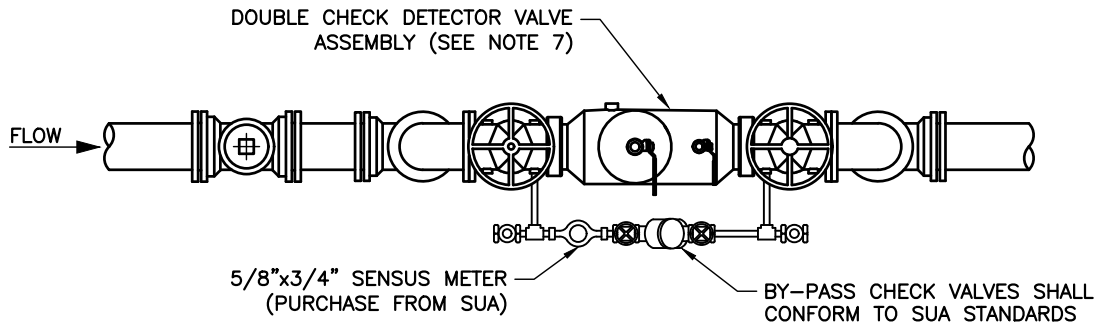 DOUBLE CHECK DETECTOR VALVE
ASSEMBLY (SEE NOTE 7)
FLOW
5/8"x3/4" SENSUS METER
(PURCHASE FROM SUA)
BY-PASS CHECK VALVES SHALL
CONFORM TO SUA STANDARDS